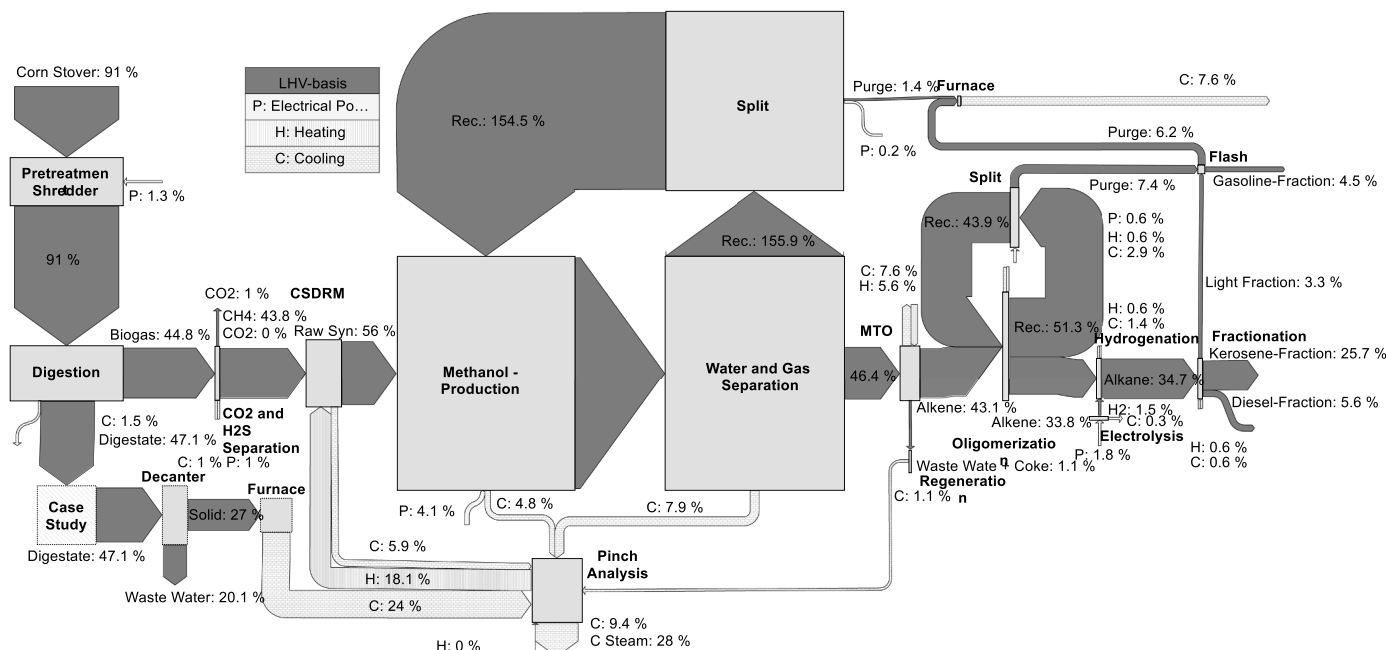 Corn Stover: 91 %
Pretreatmen
t
Shredder
P: 1.3 %
91 %
LHV-basis
P: Electrical Po…
H: Heating
C: Cooling
Rec.: 154.5 %
Split
Purge: 1.4 %
Furnace
C: 7.6 %
P: 0.2 %
Purge: 6.2 %
Flash
Purge: 7.4 %
Gasoline-Fraction: 4.5 %
Split
Rec.: 43.9 %
P: 0.6 %
H: 0.6 %
C: 2.9 %
Rec.: 155.9 %
C: 7.6 %
H: 5.6 %
Light Fraction: 3.3 %
CO2: 1 %
CH4: 43.8 %
CO2: 0 %
CSDRM
Biogas: 44.8 %
Raw Syn: 56 %
MTO
Rec.: 51.3 %
H: 0.6 %
C: 1.4 %
Hydrogenation
Fractionation
Kerosene-Fraction: 25.7 %
Digestion
Methanol -
Production
Water and Gas
Separation
46.4 %
Alkane: 34.7 %
Diesel-Fraction: 5.6 %
CO2 and
H2S
Separation
C: 1 %
P: 1 %
C: 1.5 %
Digestate: 47.1 %
Alkene: 43.1 %
Alkene: 33.8 %
H2: 1.5 %
C: 0.3 %
Electrolysis
P: 1.8 %
Oligomerizatio
n
H: 0.6 %
C: 0.6 %
Waste Wate + Coke: 1.1 %
Regeneratio
n
C: 1.1 %
Decanter
Furnace
Case
Study
Solid: 27 %
Digestate: 47.1 %
Waste Water: 20.1 %
P: 4.1 %
C: 4.8 %
C: 7.9 %
C: 5.9 %
H: 18.1 %
C: 24 %
Pinch
Analysis
C: 9.4 %
C Steam: 28 %
H: 0 %